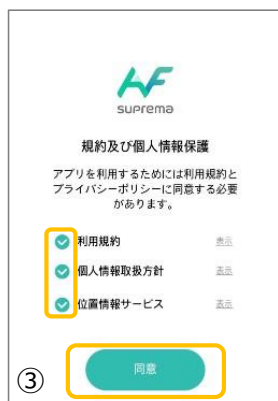 suprema
規約及び個人情報保護
アプリを利用するためには利用規約と
プライバシーポリシーに同意する必要
があります。
利用規約 表示
個人情報取扱方針 表示
位置情報サービス 表示
同意
③